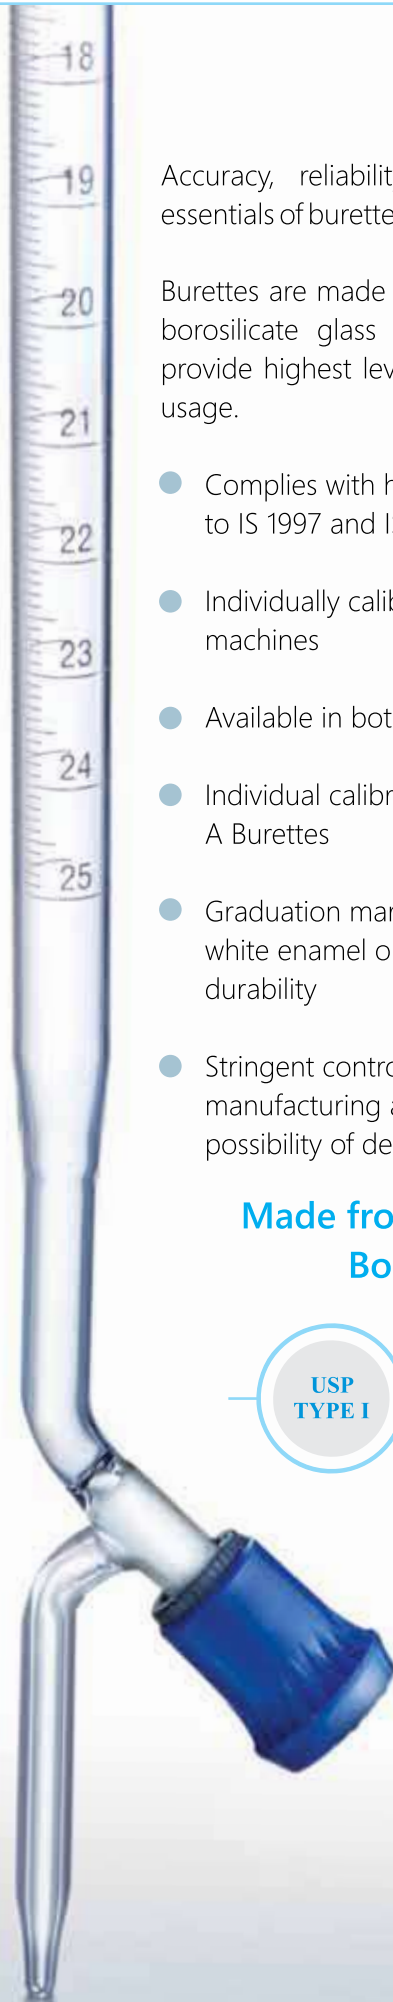 18
19
20
21
22
23
24
25
Accuracy, reliabilit
essentials of burette
Burettes are made
borosilicate glass
provide highest lev
usage.
Complies with h
to IS 1997 and I
Individually calib
machines
Available in bot
Individual calibr
A Burettes
Graduation mar
white enamel o
durability
Stringent contro
manufacturing a
possibility of de
Made fro
Bo
USP
TYPE I